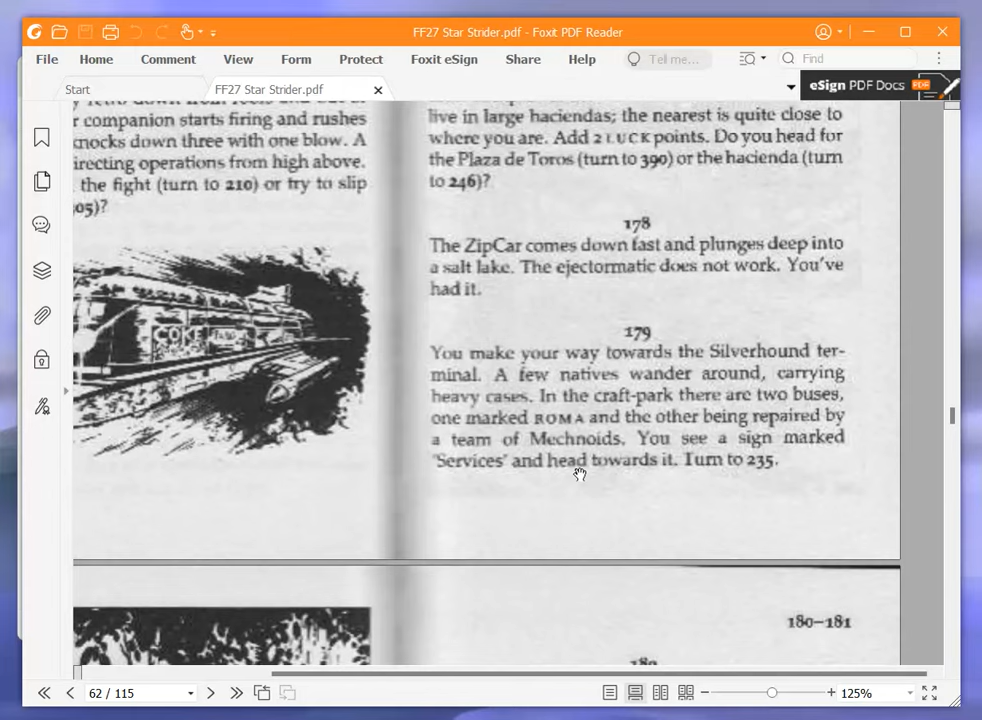 FF27 Star Strider.pdf - Foxit PDF Reader
File Home Comment View Form Protect Foxit eSign Share Help Tell me... Find
Start FF27 Star Strider.pdf eSign PDF Docs PDF
r companion starts firing and rushes
knocks down three with one blow. A
irecting operations from high above.
the fight (turn to 210) or try to slip
05)?
COKE
live in large haciendas; the nearest is quite close to
where you are. Add 2 LUCK points. Do you head for
the Plaza de Toros (turn to 390) or the hacienda (turn
to 246)?
178
The ZipCar comes down fast and plunges deep into
a salt lake. The ejectormatic does not work. You've
had it.
179
You make your way towards the Silverhound ter-
minal. A few natives wander around, carrying
heavy cases. In the craft-park there are two buses,
one marked ROMA and the other being repaired by
a team of Mechnoids. You see a sign marked
'Services' and head towards it. Turn to 235.
180–181
62 / 115 125%